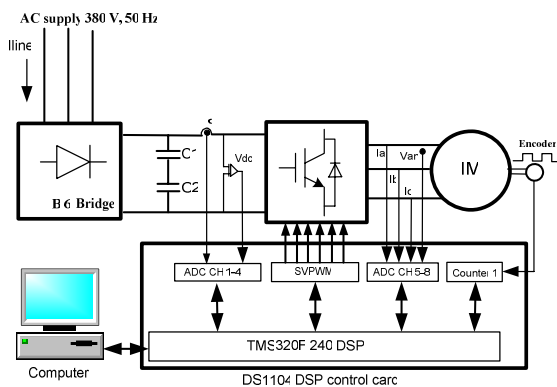 AC supply 380 V, 50 Hz
Iline
Encoder
C1
C2
Vdc
Ia
Van
Ib
Ic
IM
B6 Bridge
ADC CH 1-4
SVPWM
ADC CH 5-8
Counter 1
TMS320F 240 DSP
Computer
DS1104 DSP control card